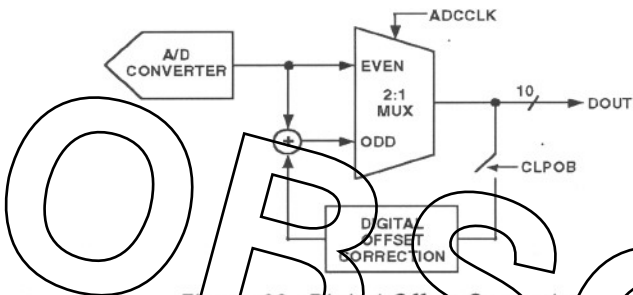 ADCCLK
A/D
CONVERTER
EVEN
2:1
MUX
10
DOUT
+
ODD
CLPOB
DIGITAL
OFFSET
CORRECTION